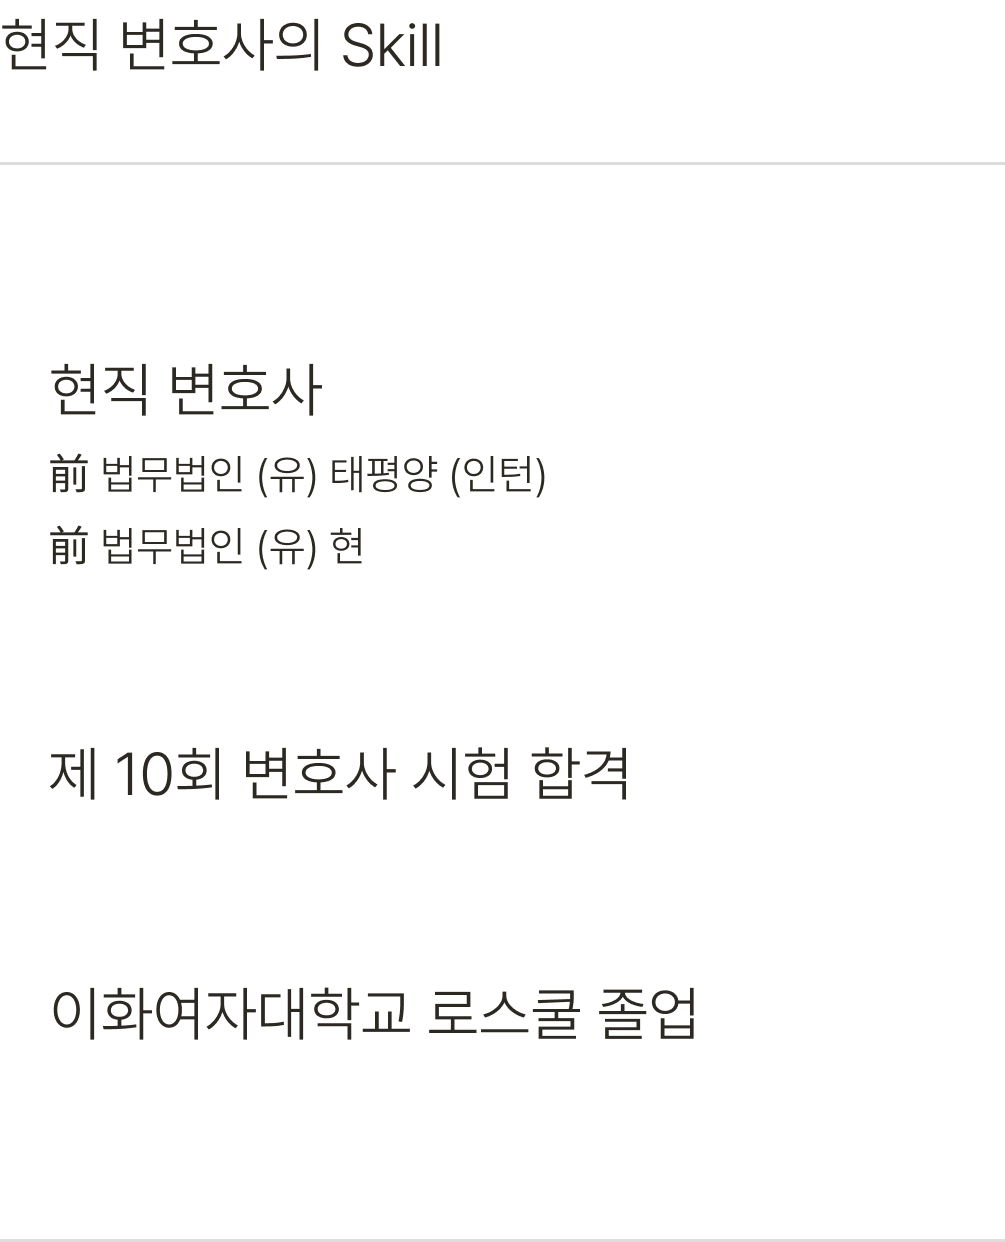 현직 변호사의 Skill
현직 변호사
前 법무법인 (유) 태평양 (인턴)
前 법무법인 (유) 현
제 10회 변호사 시험 합격
이화여자대학교 로스쿨 졸업